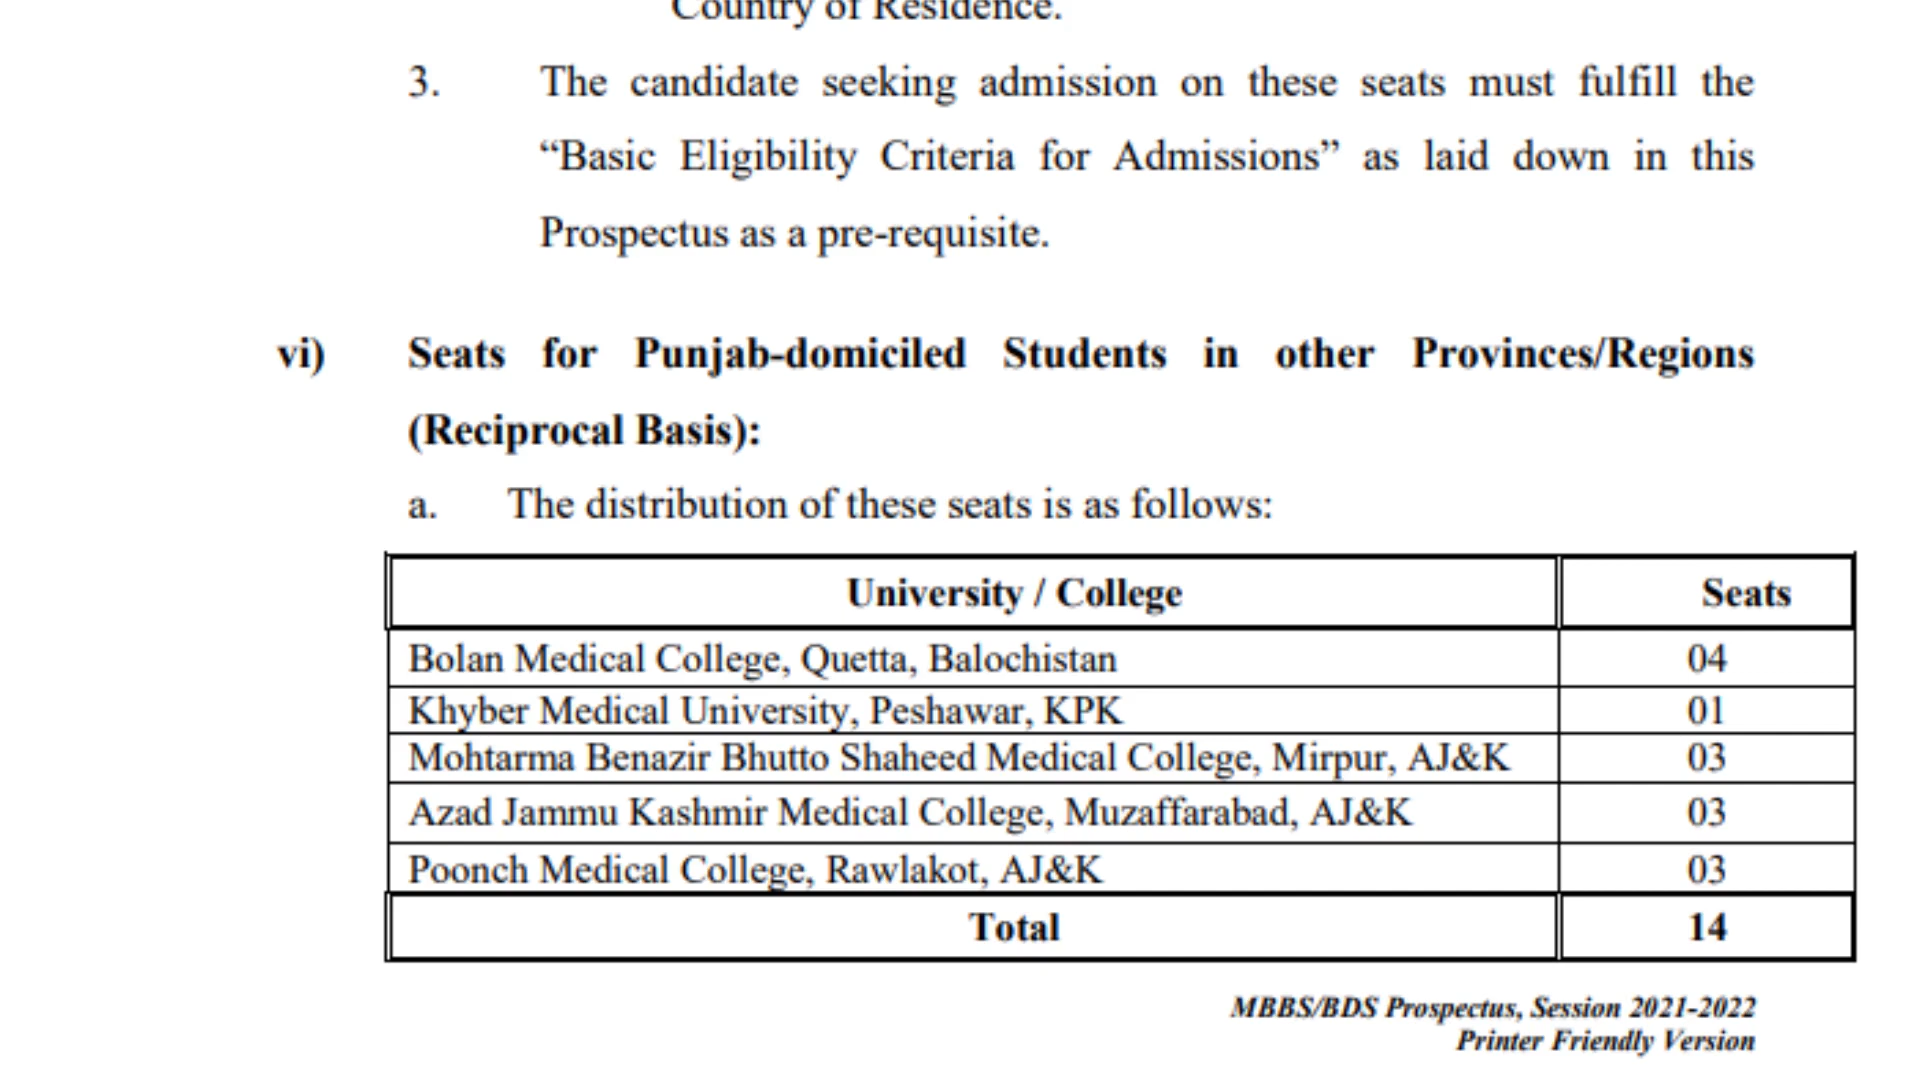 Country of Residence.
3. The candidate seeking admission on these seats must fulfill the
“Basic Eligibility Criteria for Admissions” as laid down in this
Prospectus as a pre-requisite.
vi) Seats for Punjab-domiciled Students in other Provinces/Regions
(Reciprocal Basis):
a. The distribution of these seats is as follows:
University / College Seats
Bolan Medical College, Quetta, Balochistan 04
Khyber Medical University, Peshawar, KPK 01
Mohtarma Benazir Bhutto Shaheed Medical College, Mirpur, AJ&K 03
Azad Jammu Kashmir Medical College, Muzaffarabad, AJ&K 03
Poonch Medical College, Rawlakot, AJ&K 03
Total 14
MBBS/BDS Prospectus, Session 2021-2022
Printer Friendly Version